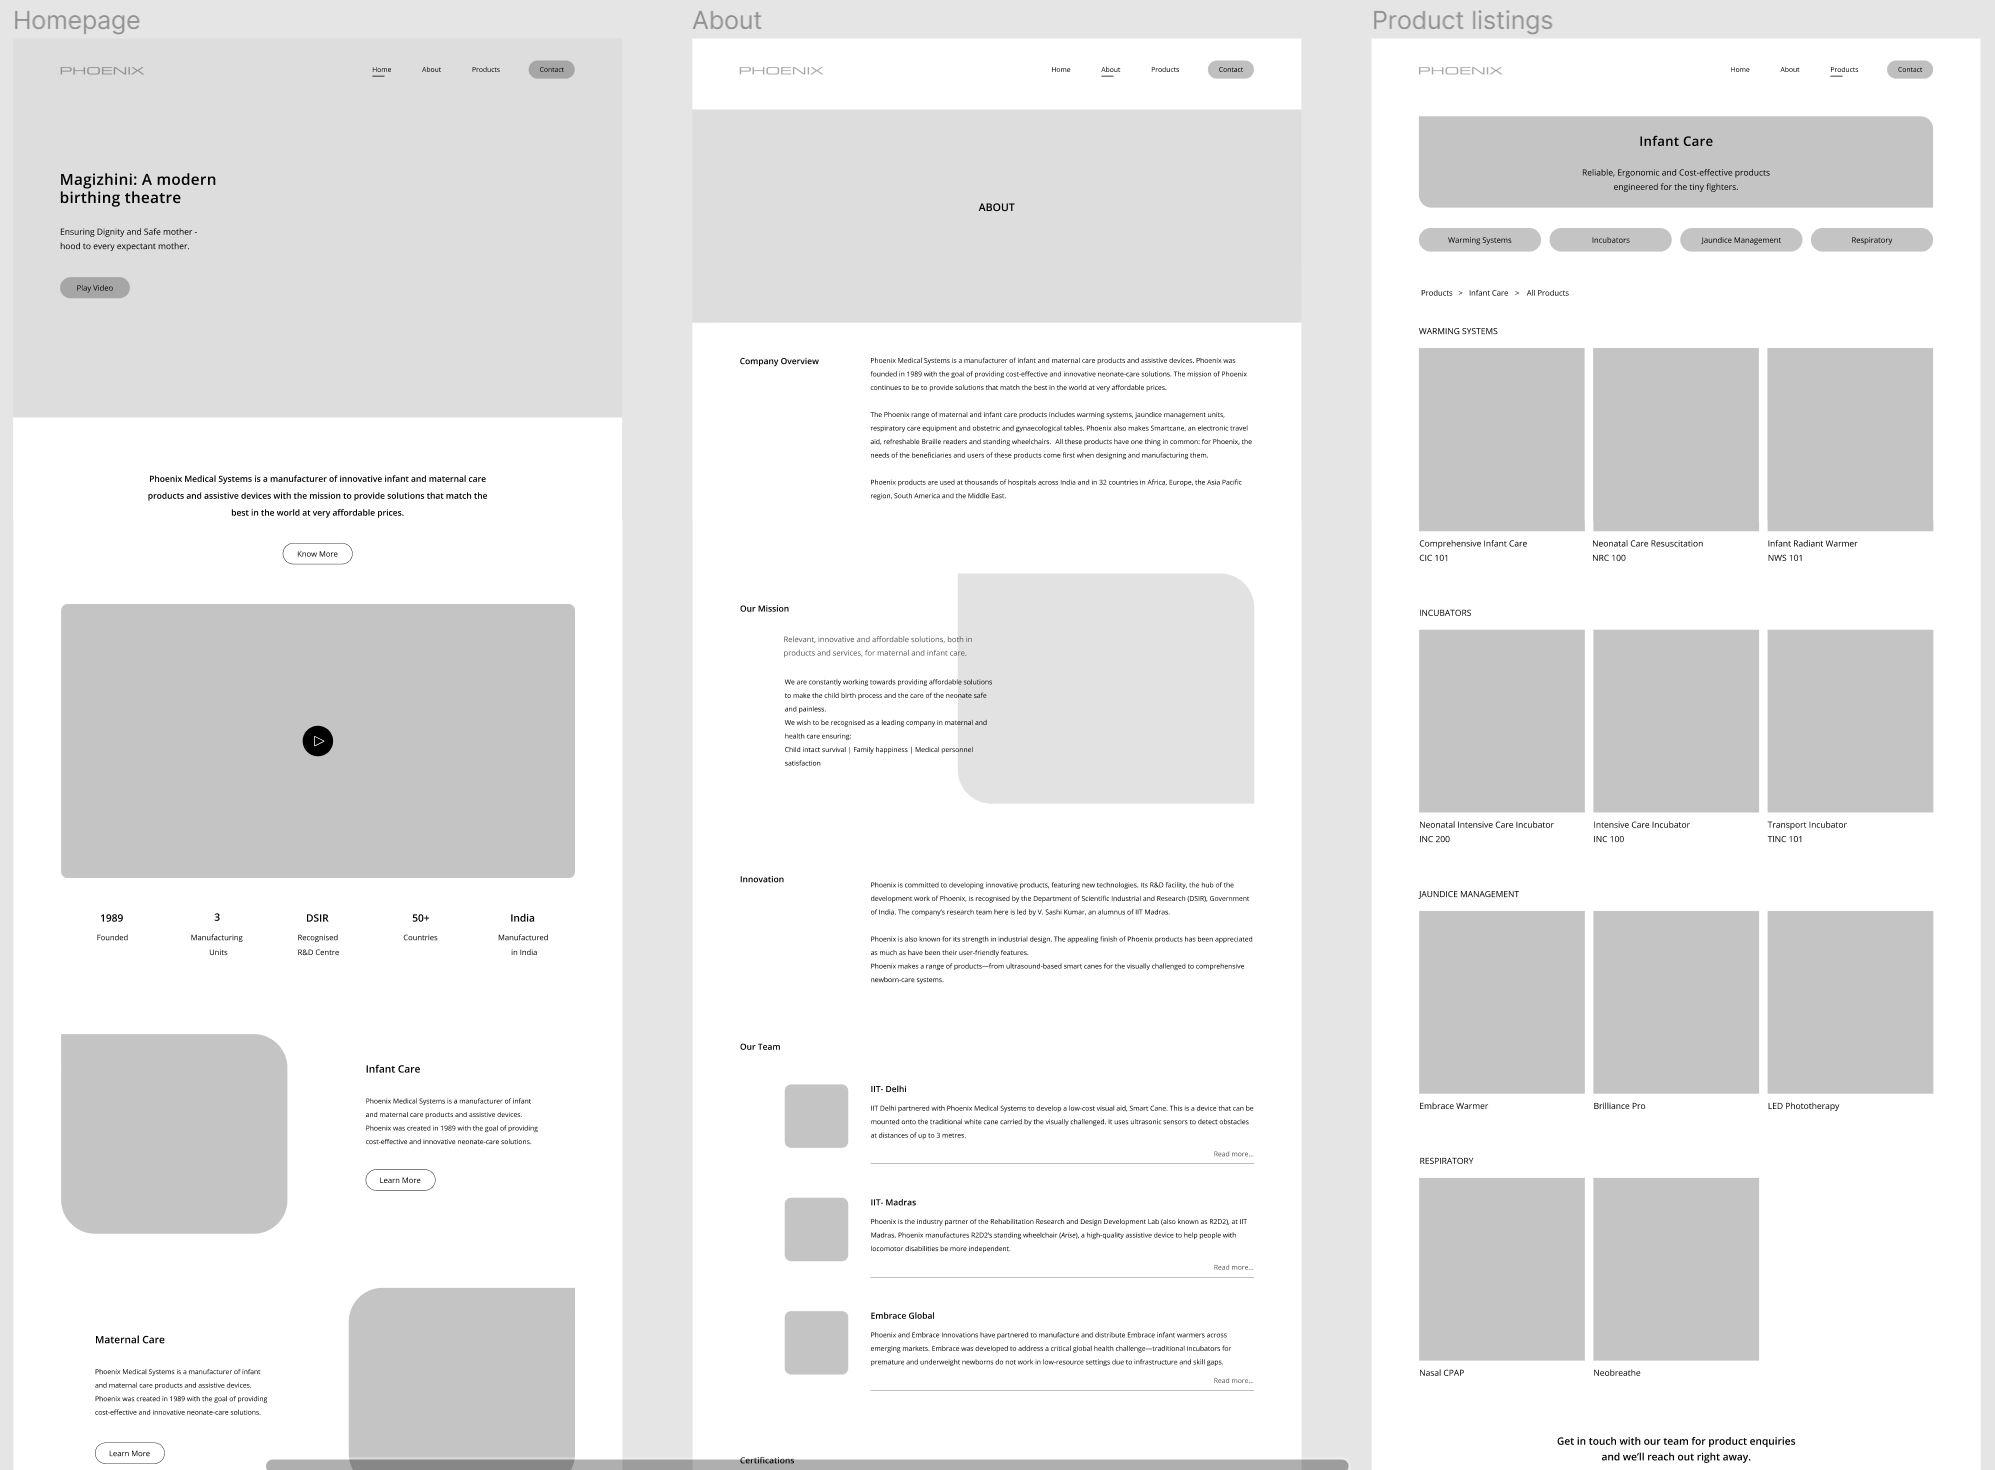 Homepage
PHOENIX
Home About Products Contact
Magizhini: A modern
birthing theatre
Ensuring Dignity and Safe mother -
hood to every expectant mother.
Play Video
Phoenix Medical Systems is a manufacturer of innovative infant and maternal care
products and assistive devices with the mission to provide solutions that match the
best in the world at very affordable prices.
Know More
1989 3 DSIR 50+ India
Founded Manufacturing Recognised Countries Manufactured
Units R&D Centre in India
Infant Care
Phoenix Medical Systems is a manufacturer of infant
and maternal care products and assistive devices.
Phoenix was created in 1989 with the goal of providing
cost-effective and innovative neonate-care solutions.
Learn More
Maternal Care
Phoenix Medical Systems is a manufacturer of infant
and maternal care products and assistive devices.
Phoenix was created in 1989 with the goal of providing
cost-effective and innovative neonate-care solutions.
Learn More
About
PHOENIX
Home About Products Contact
ABOUT
Company Overview
Phoenix Medical Systems is a manufacturer of infant and maternal care products and assistive devices. Phoenix was
founded in 1989 with the goal of providing cost-effective and innovative neonate-care solutions. The mission of Phoenix
continues to be to provide solutions that match the best in the world at very affordable prices.
The Phoenix range of maternal and infant care products includes warming systems, jaundice management units,
respiratory care equipment and obstetric and gynaecological tables. Phoenix also makes Smartcane, an electronic travel
aid, refreshable Braille readers and standing wheelchairs. All these products have one thing in common: for Phoenix, the
needs of the beneficiaries and users of these products come first when designing and manufacturing them.
Phoenix products are used at thousands of hospitals across India and in 32 countries in Africa, Europe, the Asia Pacific
region, South America and the Middle East.
Our Mission
Relevant, innovative and affordable solutions, both in
products and services, for maternal and infant care.
We are constantly working towards providing affordable solutions
to make the child birth process and the care of the neonate safe
and painless.
We wish to be recognised as a leading company in maternal and
health care ensuring:
Child intact survival | Family happiness | Medical personnel
satisfaction
Innovation
Phoenix is committed to developing innovative products, featuring new technologies. Its R&D facility, the hub of the
development work of Phoenix, is recognised by the Department of Scientific Industrial and Research (DSIR), Government
of India. The company's research team here is led by V. Sashi Kumar, an alumnus of IIT Madras.
Phoenix is also known for its strength in industrial design. The appealing finish of Phoenix products has been appreciated
as much as have been their user-friendly features.
Phoenix makes a range of products—from ultrasound-based smart canes for the visually challenged to comprehensive
newborn-care systems.
Our Team
IIT- Delhi
IIT Delhi partnered with Phoenix Medical Systems to develop a low-cost visual aid, Smart Cane. This is a device that can be
mounted onto the traditional white cane carried by the visually challenged. It uses ultrasonic sensors to detect obstacles
at distances of up to 3 metres.
Read more...
IIT- Madras
Phoenix is the industry partner of the Rehabilitation Research and Design Development Lab (also known as R2D2), at IIT
Madras. Phoenix manufactures R2D2's standing wheelchair (Arise), a high-quality assistive device to help people with
locomotor disabilities be more independent.
Read more...
Embrace Global
Phoenix and Embrace Innovations have partnered to manufacture and distribute Embrace infant warmers across
emerging markets. Embrace was developed to address a critical global health challenge—traditional incubators for
premature and underweight newborns do not work in low-resource settings due to infrastructure and skill gaps.
Read more...
Certifications
Product listings
PHOENIX
Home About Products Contact
Infant Care
Reliable, Ergonomic and Cost-effective products
engineered for the tiny fighters.
Warming Systems Incubators Jaundice Management Respiratory
Products > Infant Care > All Products
WARMING SYSTEMS
Comprehensive Infant Care Neonatal Care Resuscitation Infant Radiant Warmer
CIC 101 NRC 100 NWS 101
INCUBATORS
Neonatal Intensive Care Incubator Intensive Care Incubator Transport Incubator
INC 200 INC 100 TINC 101
JAUNDICE MANAGEMENT
Embrace Warmer Brilliance Pro LED Phototherapy
RESPIRATORY
Nasal CPAP Neobreathe
Get in touch with our team for product enquiries
and we'll reach out right away.